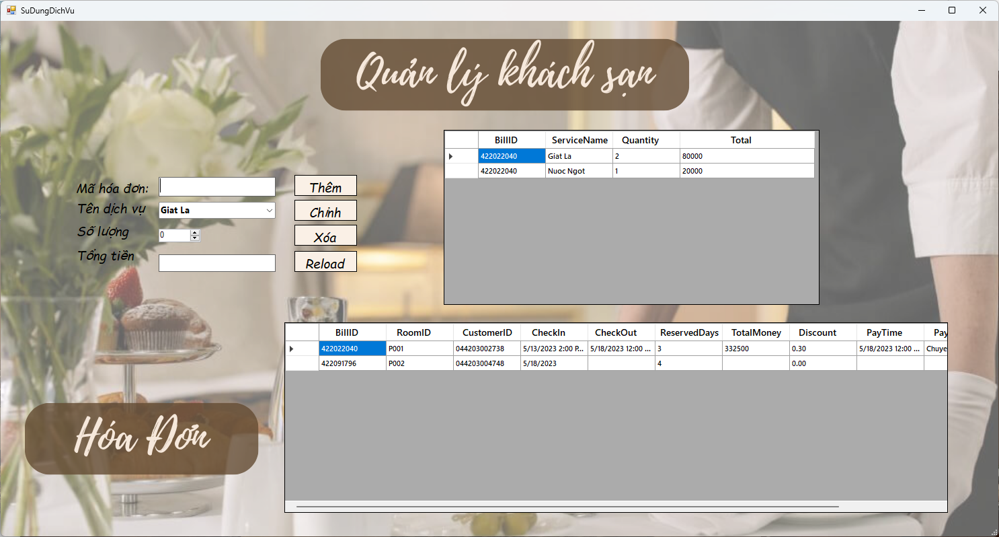 SuDungDichVu
Quản lý khách sạn
BillID ServiceName Quantity Total
422022040 Giat La 2 80000
422022040 Nuoc Ngot 1 20000
Mã hóa đơn: Thêm
Tên dịch vụ Giat La Chỉnh
Số lượng 0 Xóa
Tổng tiền Reload
BillID RoomID CustomerID CheckIn CheckOut ReservedDays TotalMoney Discount PayTime Pay
422022040 P001 044203002738 5/13/2023 2:00 P... 5/18/2023 12:00 ... 3 332500 0.30 5/18/2023 12:00 ... Chuye
422091796 P002 044203004748 5/18/2023 4 0.00
Hóa Đơn